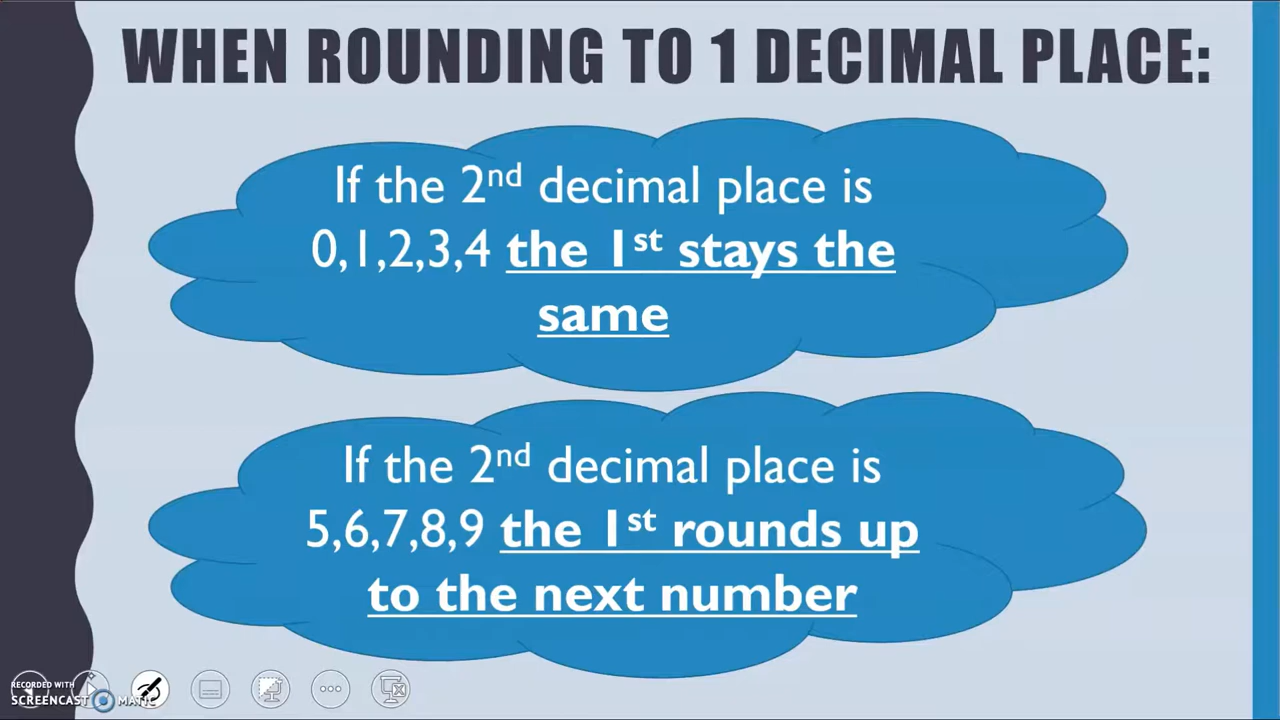 WHEN ROUNDING TO 1 DECIMAL PLACE:
If the 2nd decimal place is
0,1,2,3,4 the 1st stays the
same
If the 2nd decimal place is
5,6,7,8,9 the 1st rounds up
to the next number
RECORDED WITH
SCREENCAST MATIC